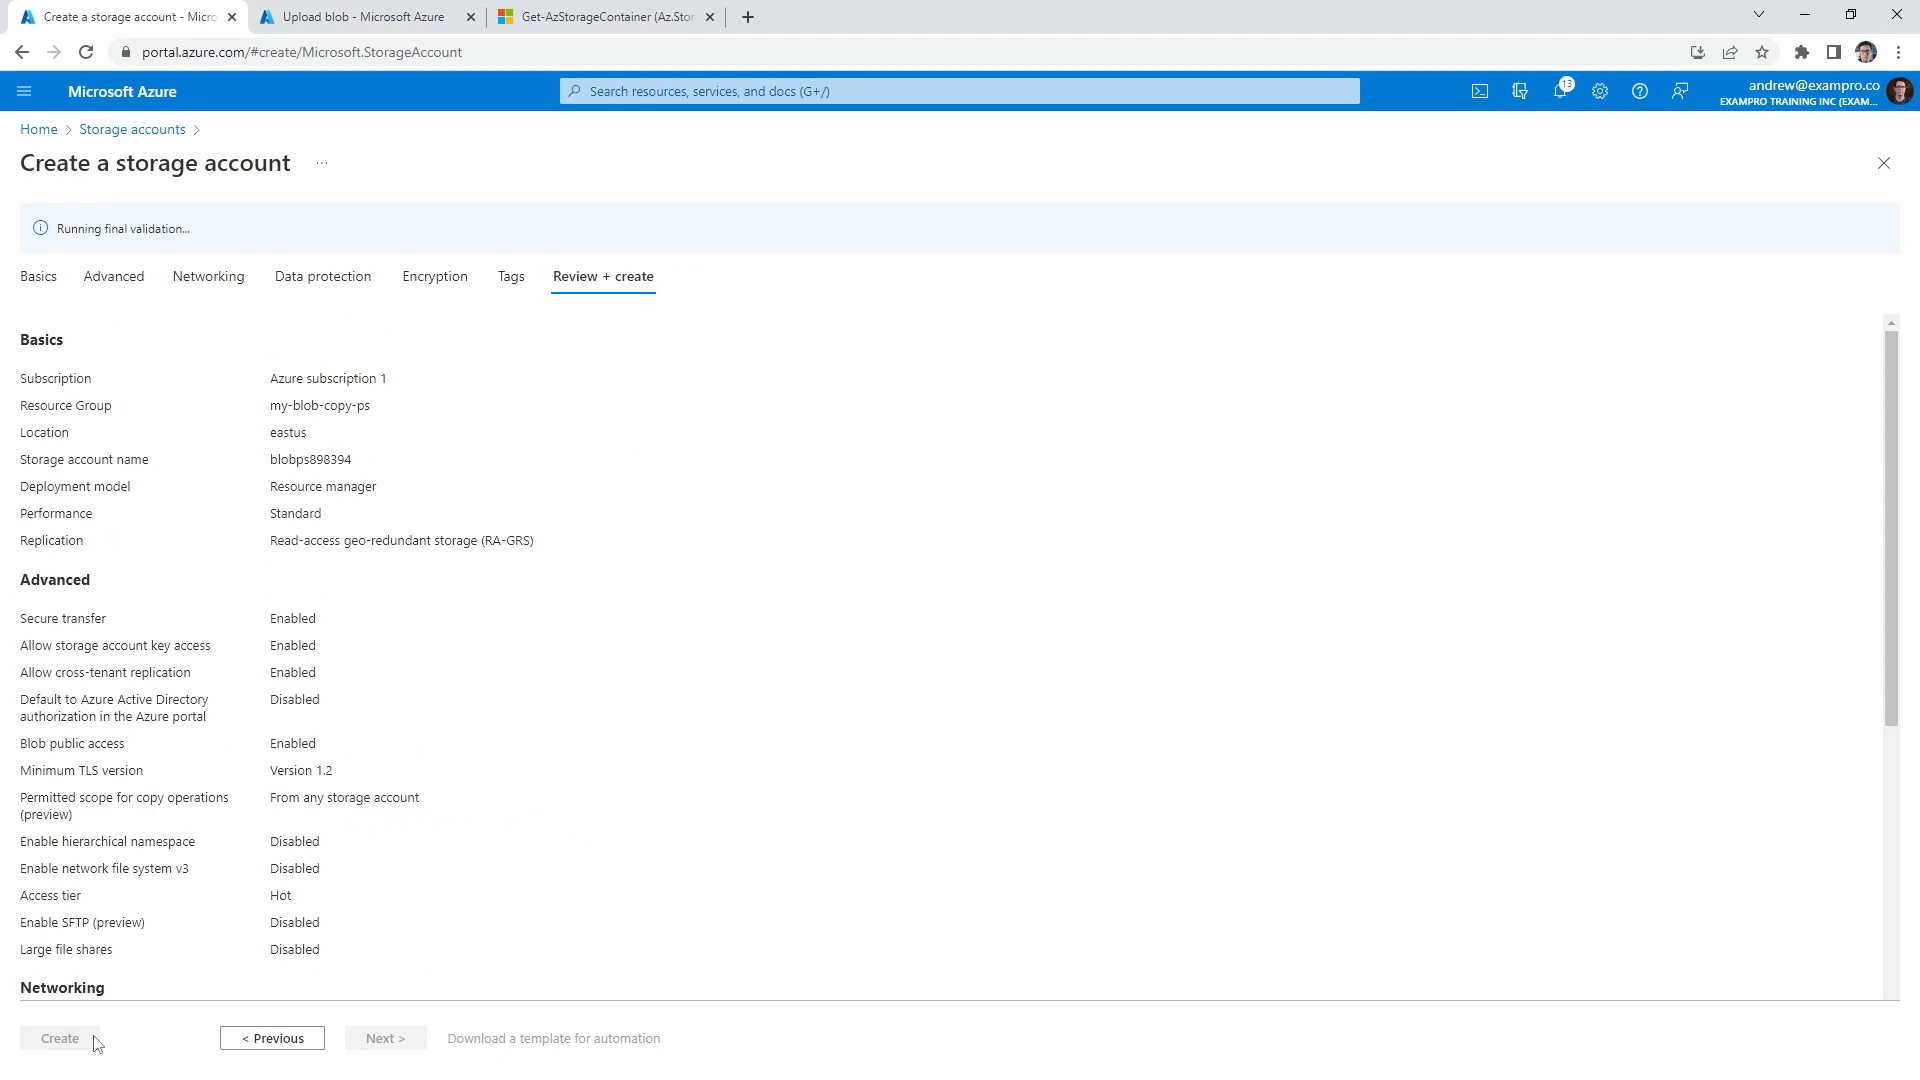 Create a storage account - Micro
Upload blob - Microsoft Azure
Get-AzStorageContainer (Az.Stor
portal.azure.com/#create/Microsoft.StorageAccount
Microsoft Azure
Search resources, services, and docs (G+/)
13
andrew@exampro.co
EXAMPRO TRAINING INC (EXAM...
Home > Storage accounts >
Create a storage account ...
Running final validation...
Basics Advanced Networking Data protection Encryption Tags Review + create
Basics
Subscription Azure subscription 1
Resource Group my-blob-copy-ps
Location eastus
Storage account name blobps898394
Deployment model Resource manager
Performance Standard
Replication Read-access geo-redundant storage (RA-GRS)
Advanced
Secure transfer Enabled
Allow storage account key access Enabled
Allow cross-tenant replication Enabled
Default to Azure Active Directory Disabled
authorization in the Azure portal
Blob public access Enabled
Minimum TLS version Version 1.2
Permitted scope for copy operations From any storage account
(preview)
Enable hierarchical namespace Disabled
Enable network file system v3 Disabled
Access tier Hot
Enable SFTP (preview) Disabled
Large file shares Disabled
Networking
Create < Previous Next > Download a template for automation